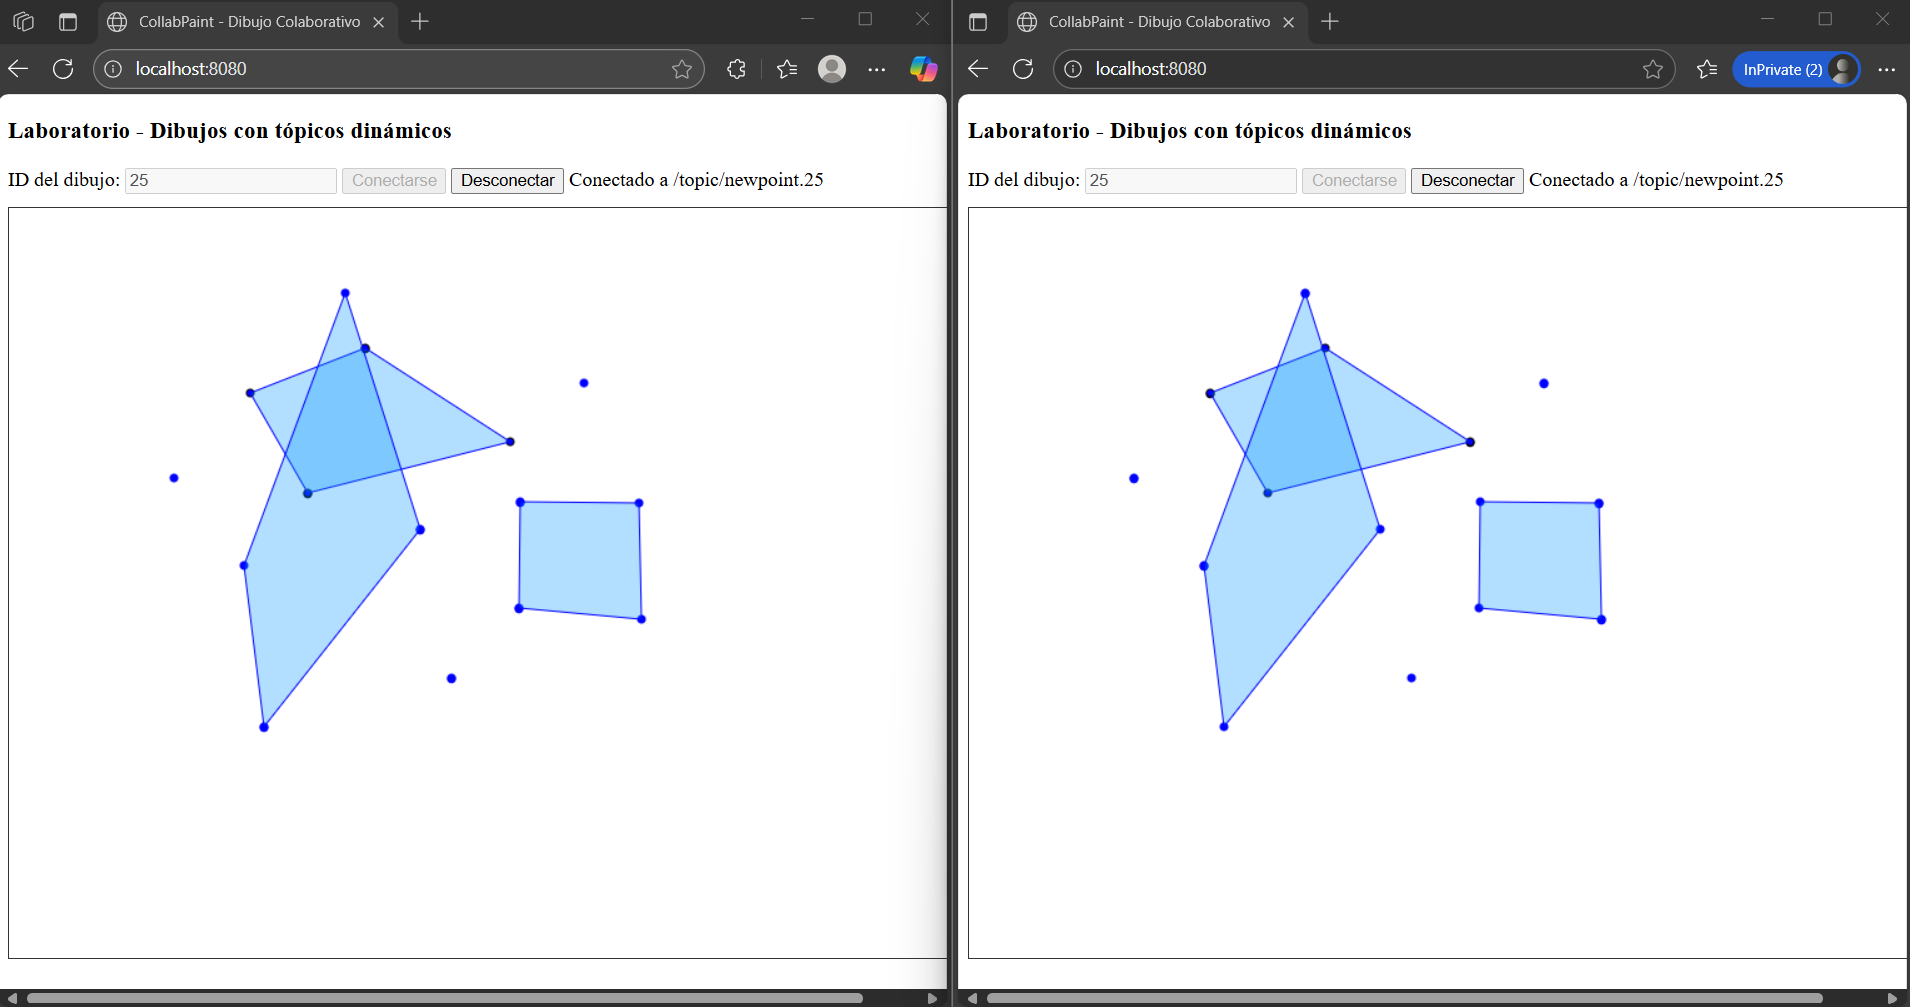 CollabPaint - Dibujo Colaborativo
localhost:8080
Laboratorio - Dibujos con tópicos dinámicos
ID del dibujo: 25 Conectarse Desconectar Conectado a /topic/newpoint.25
CollabPaint - Dibujo Colaborativo
localhost:8080
InPrivate (2)
Laboratorio - Dibujos con tópicos dinámicos
ID del dibujo: 25 Conectarse Desconectar Conectado a /topic/newpoint.25